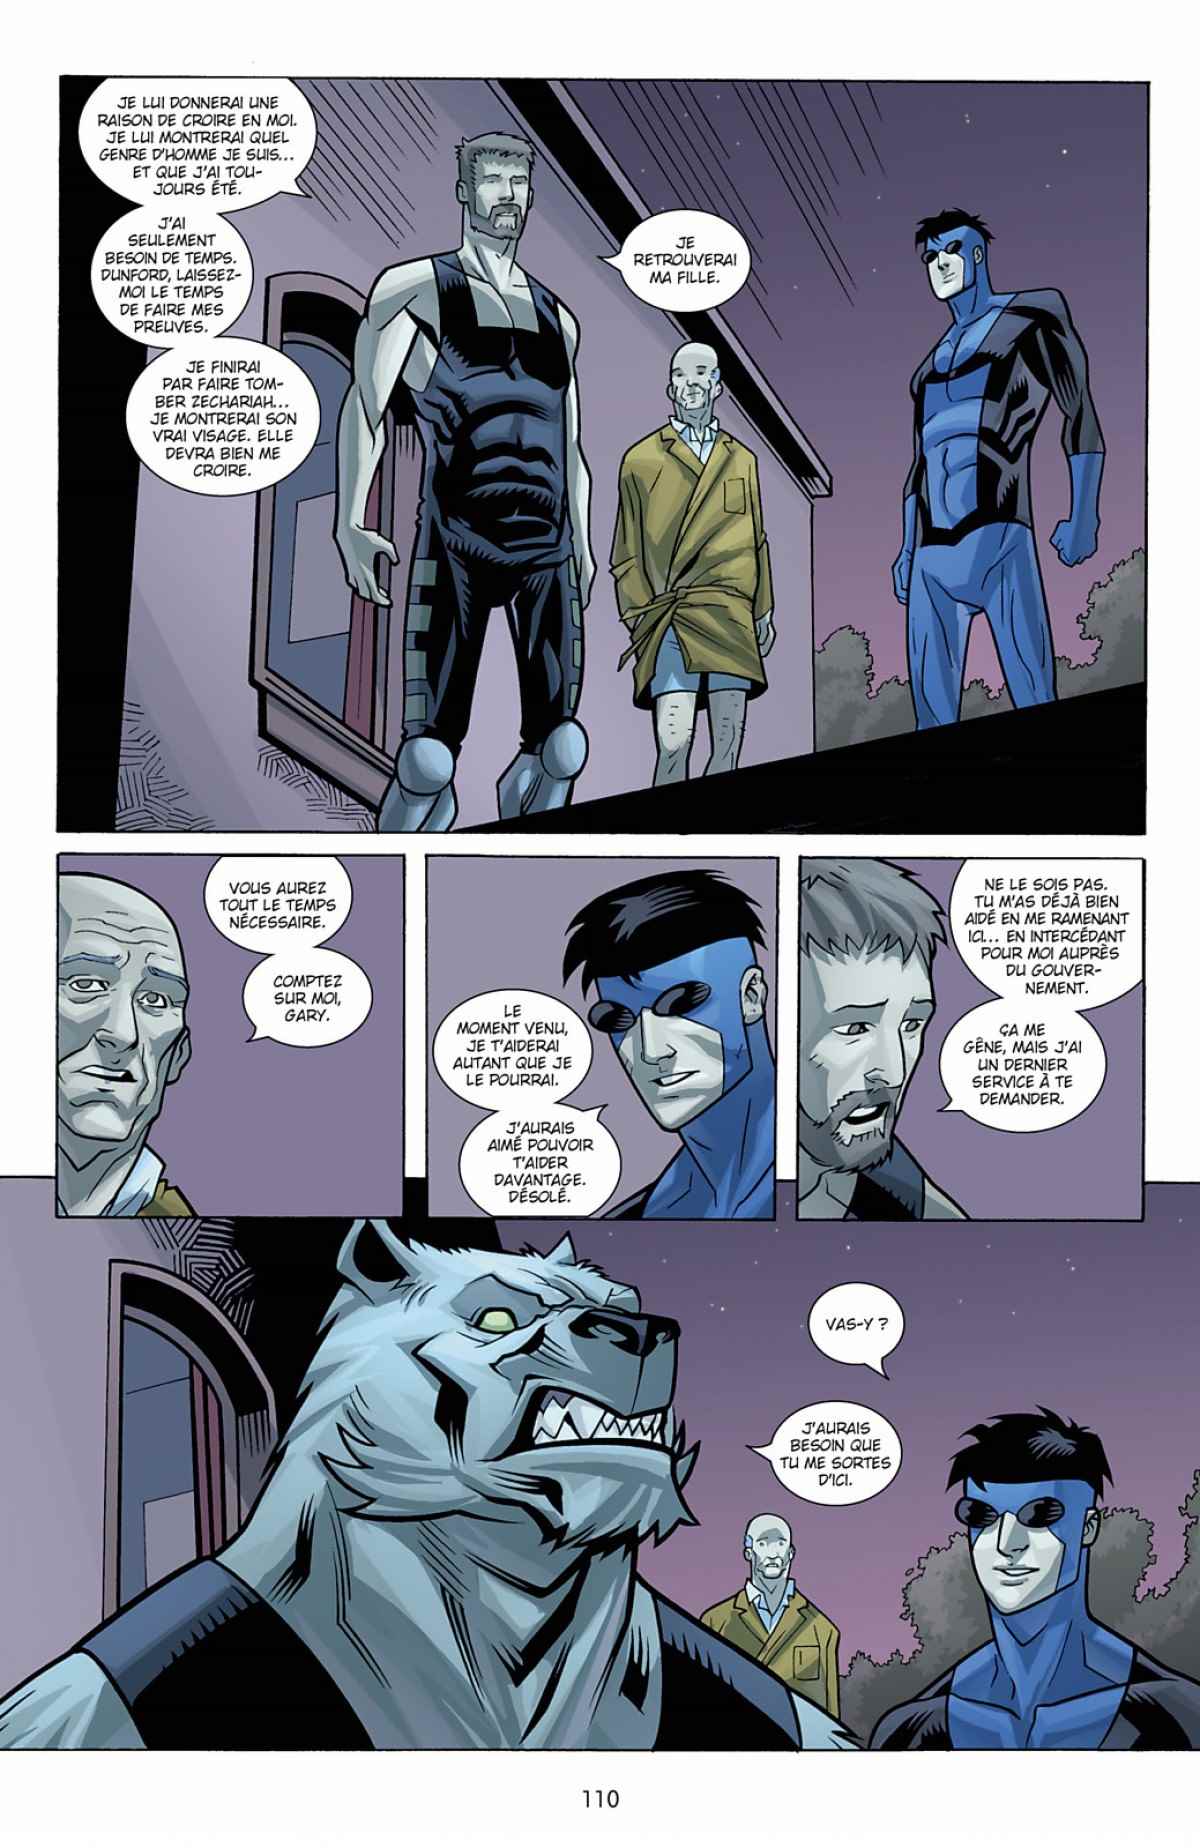 JE LUI DONNERAI UNE
RAISON DE CROIRE EN MOI.
JE LUI MONTRERAI QUEL
GENRE D'HOMME JE SUIS...
ET QUE J'AI TOU-
JOURS ÉTÉ.
J'AI
SEULEMENT
BESOIN DE TEMPS.
DUNFORD, LAISSEZ-
MOI LE TEMPS
DE FAIRE MES
PREUVES.
JE FINIRAI
PAR FAIRE TOM-
BER ZECHARIAH...
JE MONTRERAI SON
VRAI VISAGE. ELLE
DEVRA BIEN ME
CROIRE.
JE
RETROUVERAI
MA FILLE.
VOUS AUREZ
TOUT LE TEMPS
NÉCESSAIRE.
COMPTEZ
SUR MOI,
GARY.
LE
MOMENT VENU,
JE T'AIDERAI
AUTANT QUE JE
LE POURRAI.
J'AURAIS
AIMÉ POUVOIR
T'AIDER
DAVANTAGE.
DÉSOLÉ.
NE LE SOIS PAS.
TU M'AS DÉJÀ BIEN
AIDÉ EN ME RAMENANT
ICI... EN INTERCÉDANT
POUR MOI AUPRÈS
DU GOUVER-
NEMENT.
ÇA ME
GÊNE, MAIS J'AI
UN DERNIER
SERVICE À TE
DEMANDER.
VAS-Y ?
J'AURAIS
BESOIN QUE
TU ME SORTES
D'ICI.
110